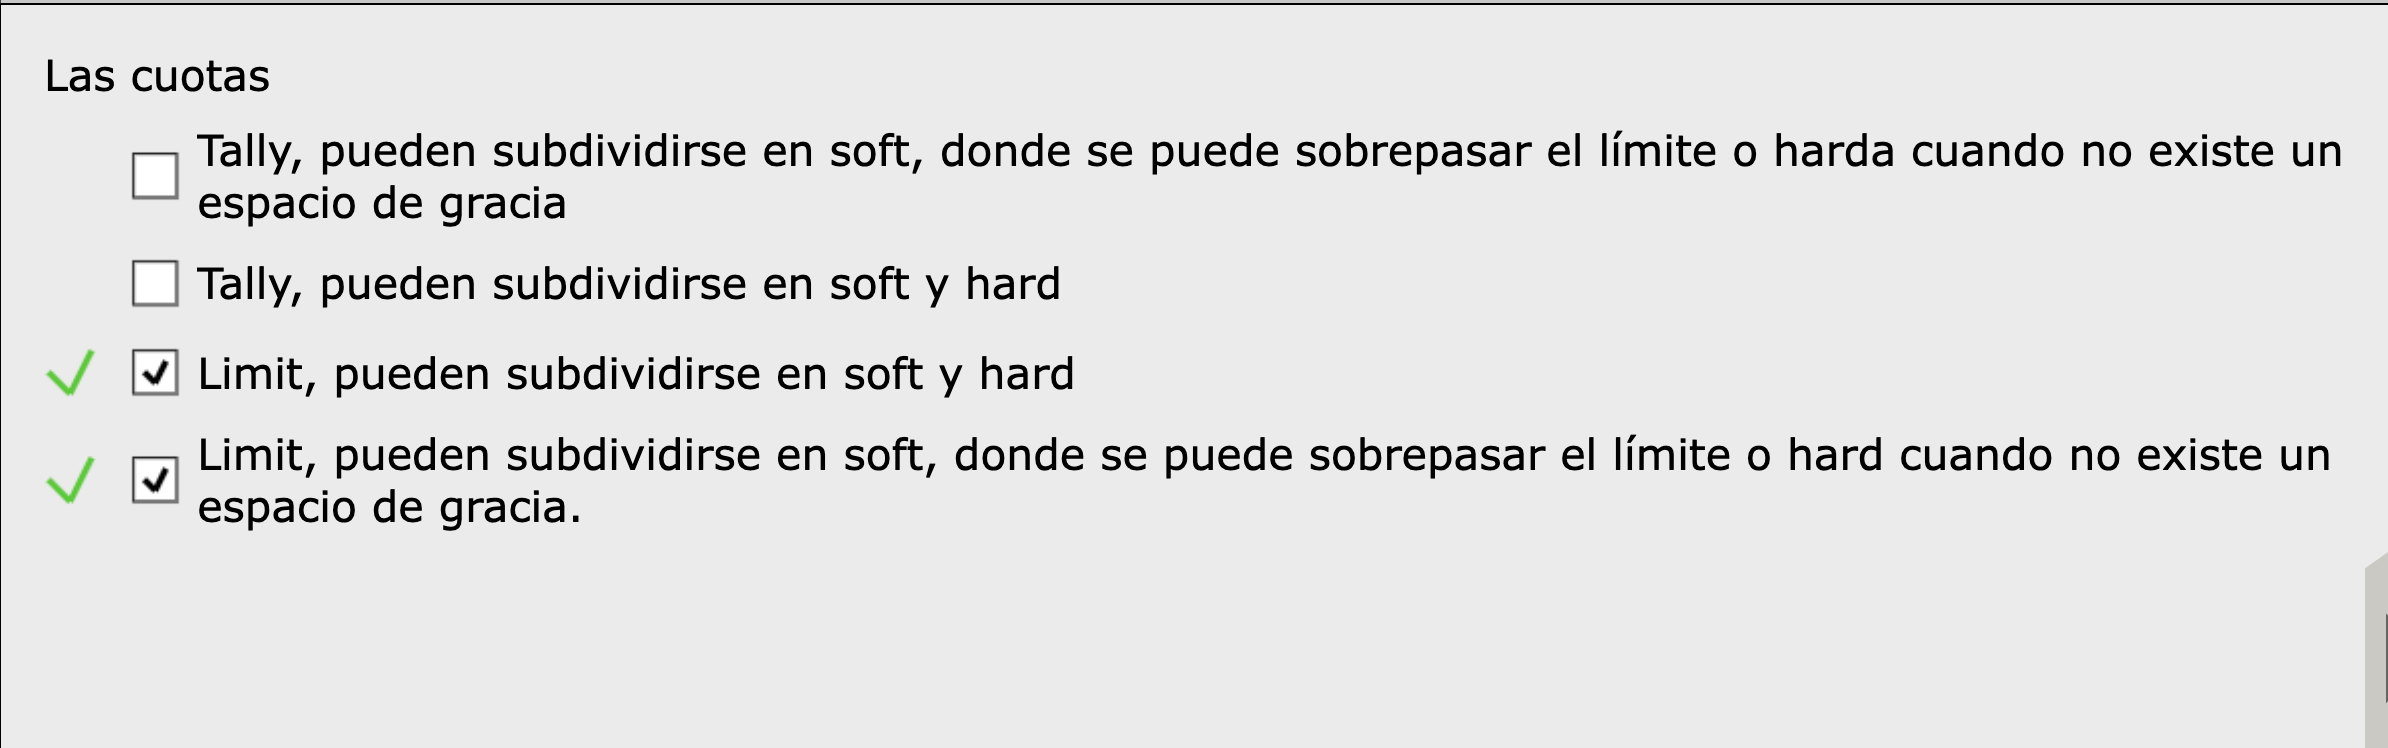 Las cuotas
Tally, pueden subdividirse en soft, donde se puede sobrepasar el límite o harda cuando no existe un
espacio de gracia
Tally, pueden subdividirse en soft y hard
Limit, pueden subdividirse en soft y hard
Limit, pueden subdividirse en soft, donde se puede sobrepasar el límite o hard cuando no existe un
espacio de gracia.